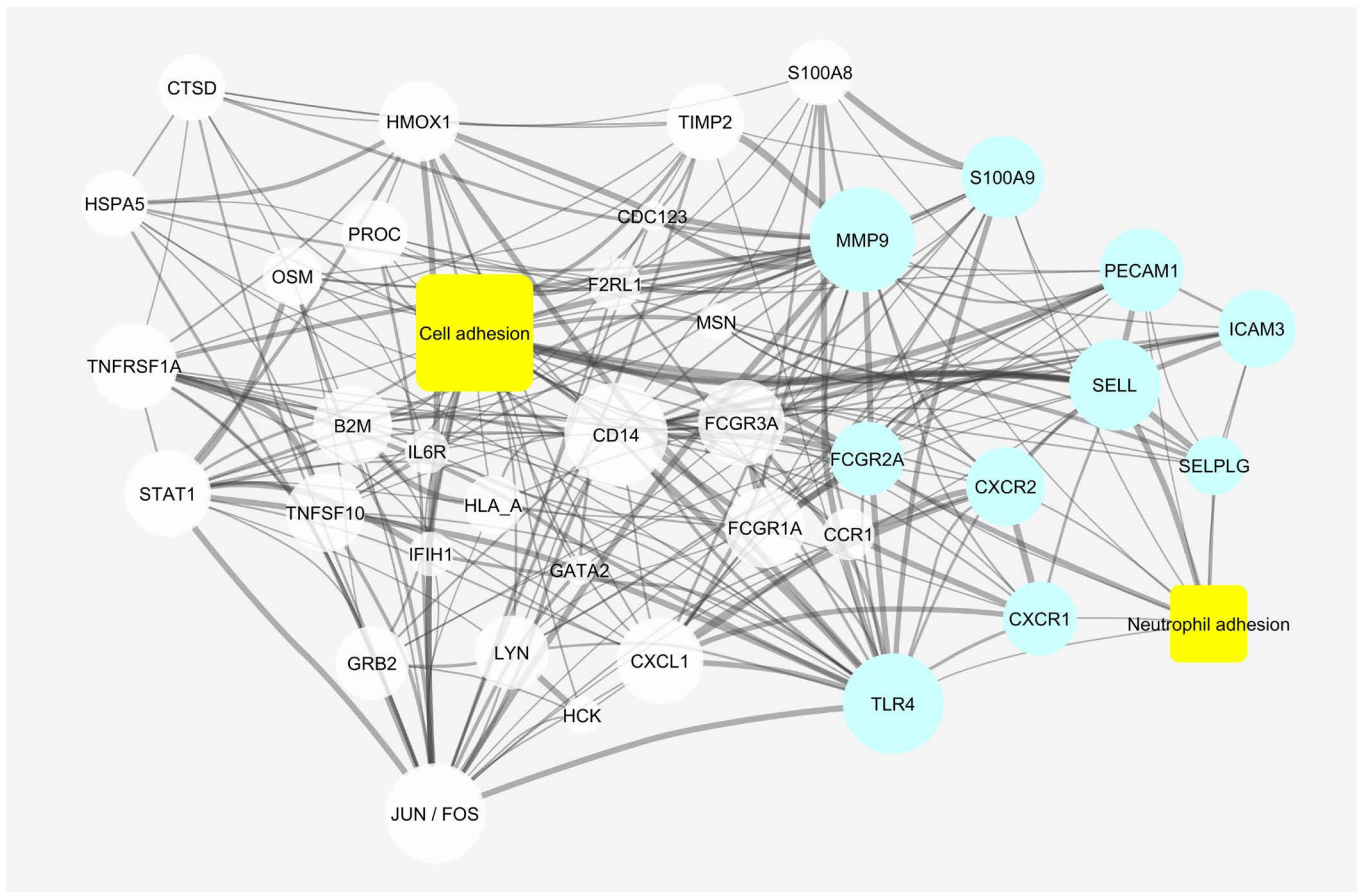 S100A8
CTSD
HMOX1
TIMP2
S100A9
HSPA5
CDC123
PROC
MMP9
OSM
F2RL1
PECAM1
MSN
Cell adhesion
ICAM3
TNFRSF1A
SELL
B2M
CD14
FCGR3A
IL6R
FCGR2A
SELPLG
STAT1
CXCR2
HLA_A
TNFSF10
FCGR1A
CCR1
IFIH1
GATA2
CXCR1
Neutrophil adhesion
LYN
GRB2
CXCL1
TLR4
HCK
JUN / FOS